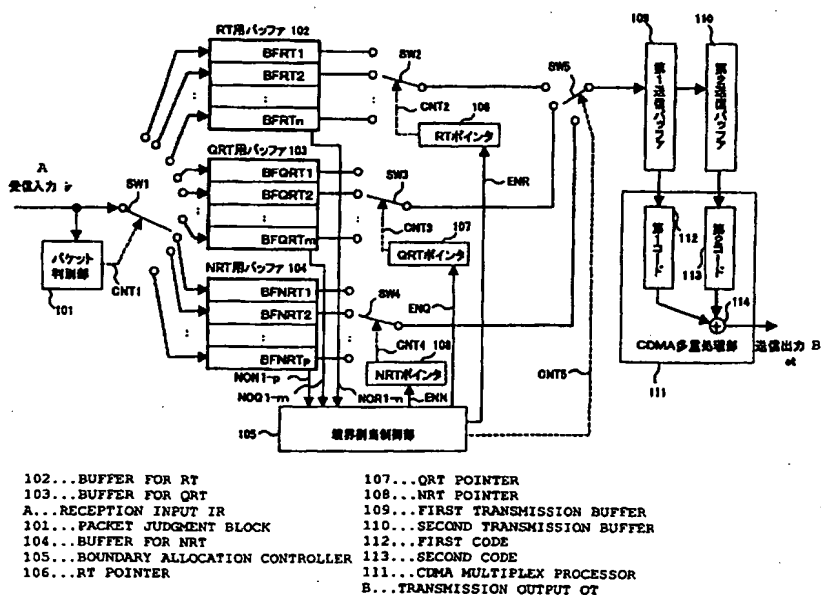 RT用バッファ 102
BFRT1
BFRT2
:
BFRTn
SW2
CNT2
106
RTポインタ
ENR
SW5
109
第1送信バッファ
110
第2送信バッファ
A
受信入力 ir
SW1
パケット
判別部
101
CNT1
QRT用バッファ 103
BFQRT1
BFQRT2
:
BFQRTm
SW3
CNT3
107
QRTポインタ
ENQ
NRT用バッファ 104
BFNRT1
BFNRT2
:
BFNRTp
SW4
CNT4
108
NRTポインタ
ENN
NON1-p
NOQ1-m
NOR1-n
105
境界割当制御部
CNT5
第1コード
112
第2コード
113
114
CDMA多重処理部
111
送信出力 B
ot
102...BUFFER FOR RT
103...BUFFER FOR QRT
A...RECEPTION INPUT IR
101...PACKET JUDGMENT BLOCK
104...BUFFER FOR NRT
105...BOUNDARY ALLOCATION CONTROLLER
106...RT POINTER
107...QRT POINTER
108...NRT POINTER
109...FIRST TRANSMISSION BUFFER
110...SECOND TRANSMISSION BUFFER
112...FIRST CODE
113...SECOND CODE
111...CDMA MULTIPLEX PROCESSOR
B...TRANSMISSION OUTPUT OT